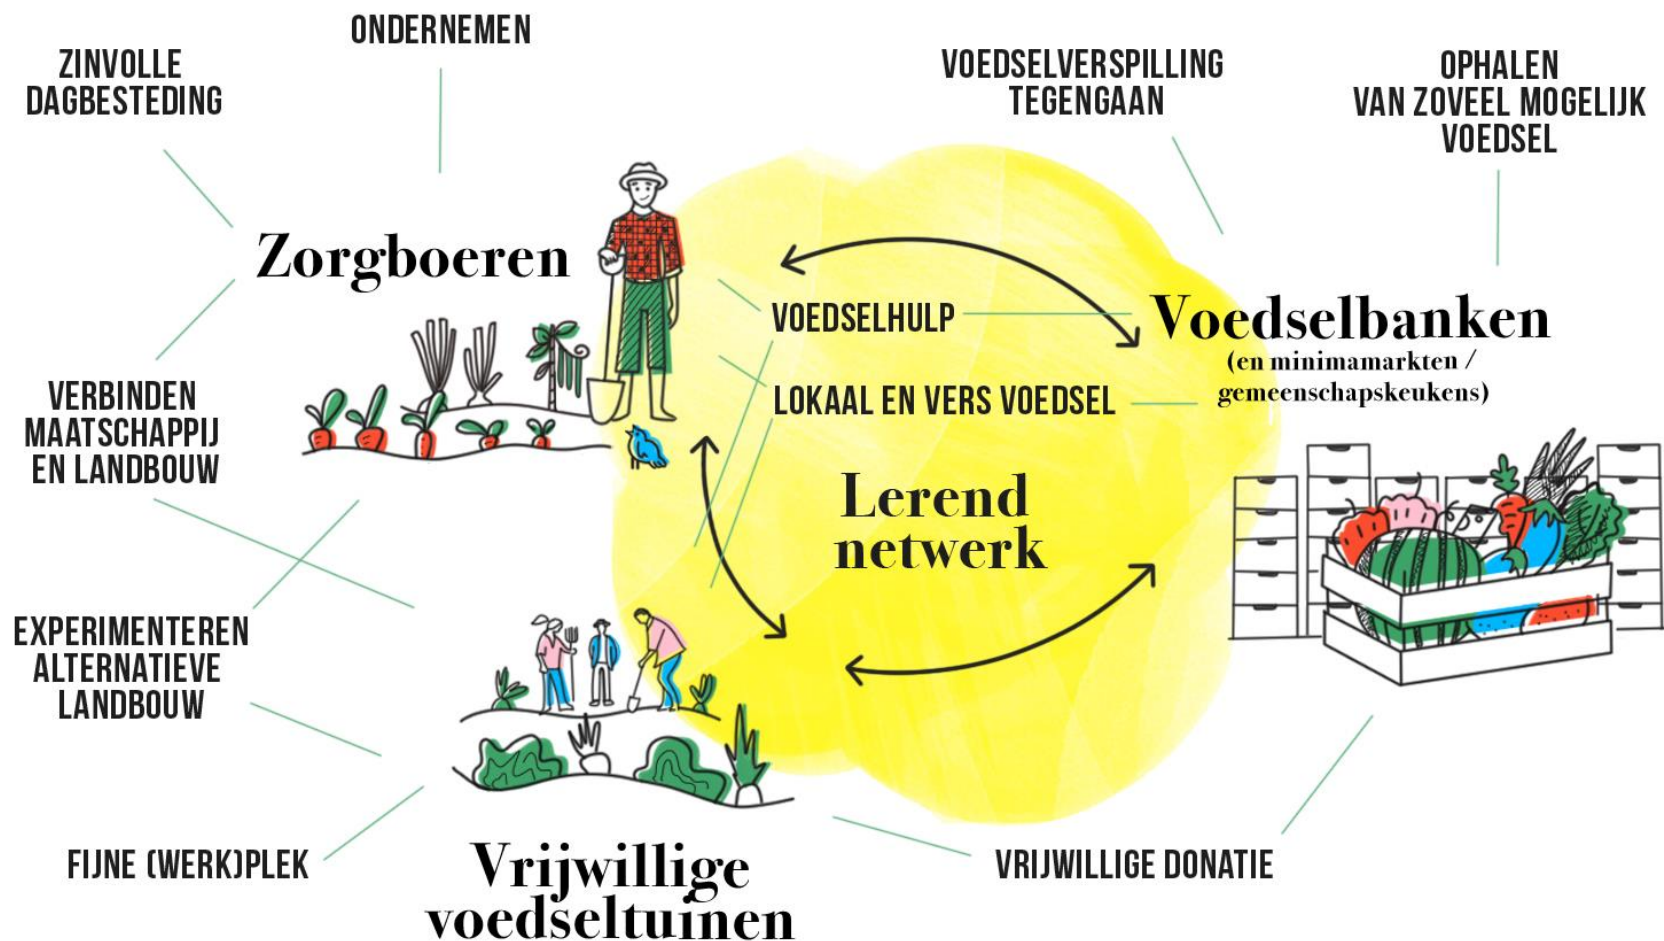 ONDERNEMEN
ZINVOLLE
DAGBESTEDING
VOEDSELVERSPILLING
TEGENGAAN
OPHALEN
VAN ZOVEEL MOGELIJK
VOEDSEL
Zorgboeren
VOEDSELHULP
Voedselbanken
(en minimamarkten /
gemeenschapskeukens)
LOKAAL EN VERS VOEDSEL
VERBINDEN
MAATSCHAPPIJ
EN LANDBOUW
Lerend
netwerk
EXPERIMENTEREN
ALTERNATIEVE
LANDBOUW
FIJNE (WERK)PLEK
Vrijwillige
voedseltuinen
VRIJWILLIGE DONATIE